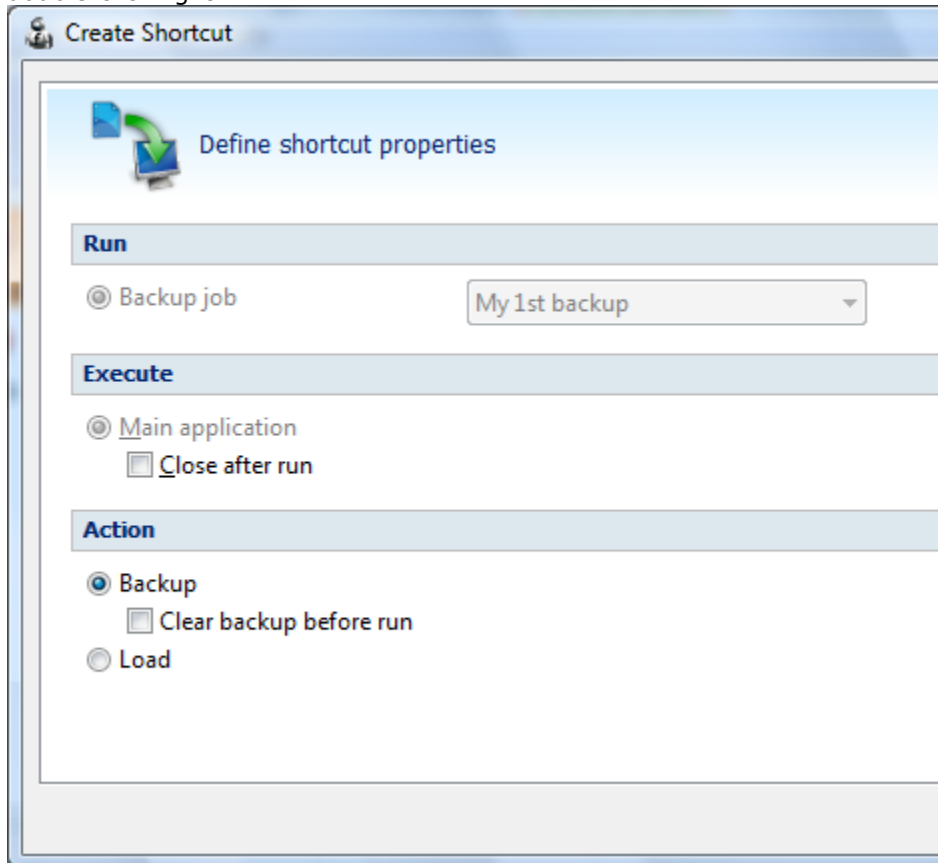 Create Shortcut
Define shortcut properties
Run
Backup job
My 1st backup
Execute
Main application
Close after run
Action
Backup
Clear backup before run
Load